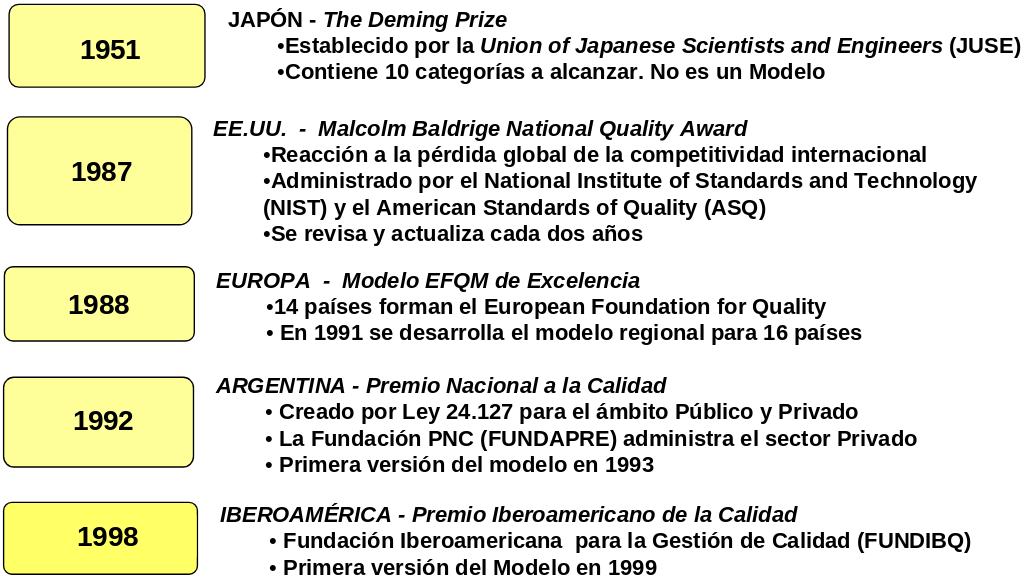 1951
JAPÓN - The Deming Prize
•Establecido por la Union of Japanese Scientists and Engineers (JUSE)
•Contiene 10 categorías a alcanzar. No es un Modelo
1987
EE.UU.  -  Malcolm Baldrige National Quality Award
•Reacción a la pérdida global de la competitividad internacional
•Administrado por el National Institute of Standards and Technology
(NIST) y el American Standards of Quality (ASQ)
•Se revisa y actualiza cada dos años
1988
EUROPA  -  Modelo EFQM de Excelencia
•14 países forman el European Foundation for Quality
• En 1991 se desarrolla el modelo regional para 16 países
1992
ARGENTINA - Premio Nacional a la Calidad
• Creado por Ley 24.127 para el ámbito Público y Privado
• La Fundación PNC (FUNDAPRE) administra el sector Privado
• Primera versión del modelo en 1993
1998
IBEROAMÉRICA - Premio Iberoamericano de la Calidad
• Fundación Iberoamericana  para la Gestión de Calidad (FUNDIBQ)
• Primera versión del Modelo en 1999